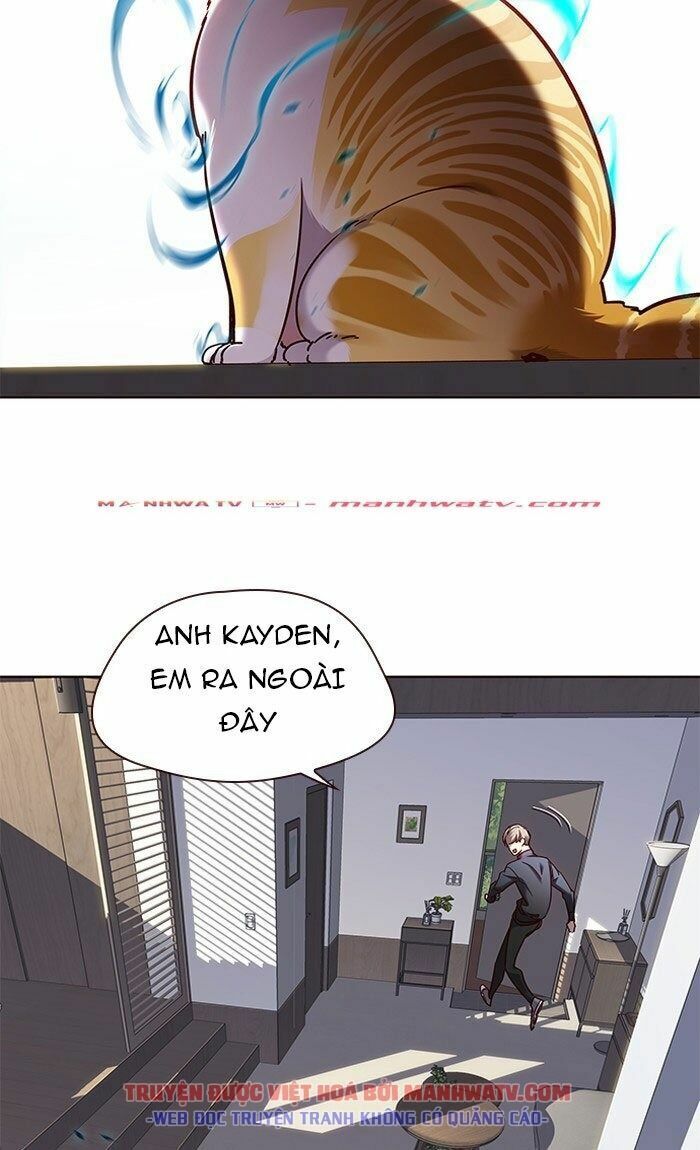 MANHWATV MW - manhwatv.com
ANH KAYDEN,
EM RA NGOÀI
ĐÂY
TRUYỆN ĐƯỢC VIỆT HOÁ BỞI MANHWATV.COM
-WEB ĐỌC TRUYỆN TRANH KHÔNG CÓ QUẢNG CÁO-